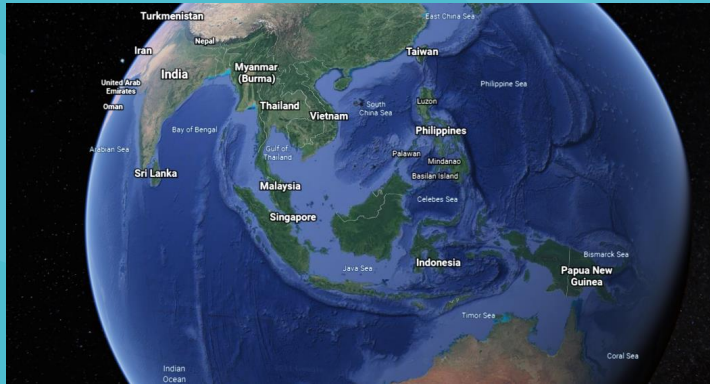 East China Sea
Turkmenistan
Nepal
Iran
Taiwan
Myanmar
(Burma)
India
United Arab
Emirates
Philippine Sea
Oman
Thailand
South
China Sea
Luzon
Vietnam
Bay of Bengal
Philippines
Arabian Sea
Gulf of
Thailand
Palawan
Mindanao
Sri Lanka
Basilan Island
Malaysia
Celebes Sea
Singapore
Bismarck Sea
Indonesia
Java Sea
Papua New
Guinea
Timor Sea
Coral Sea
Indian
Ocean